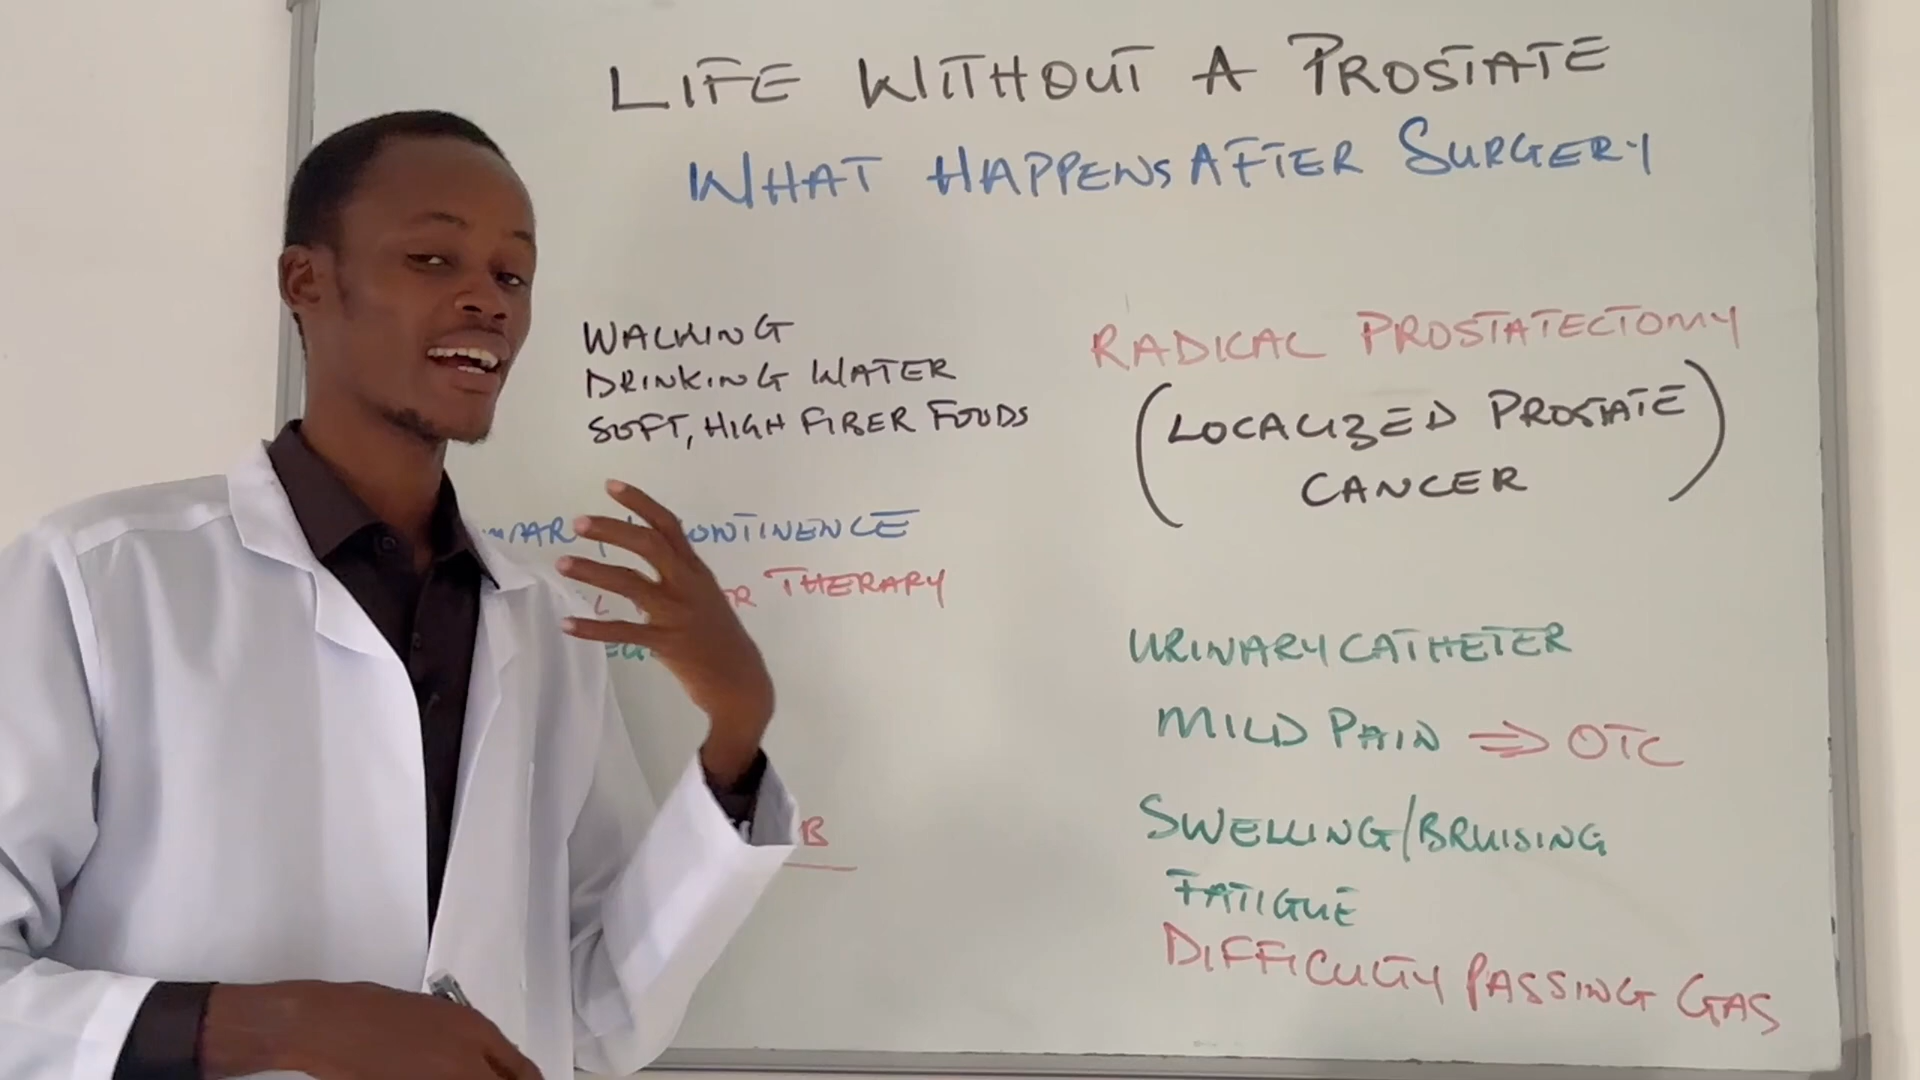 LIFE WITHOUT A PROSTATE
WHAT HAPPENS AFTER SURGERY
WALKING
DRINKING WATER
SOFT, HIGH FIBER FOODS
THERAPY
RADICAL PROSTATECTOMY
(LOCALIZED PROSTATE
CANCER)
URINARY CATHETER
MILD PAIN ⇒ OTC
SWELLING/BRUISING
FATIGUE
DIFFICULTY PASSING GAS